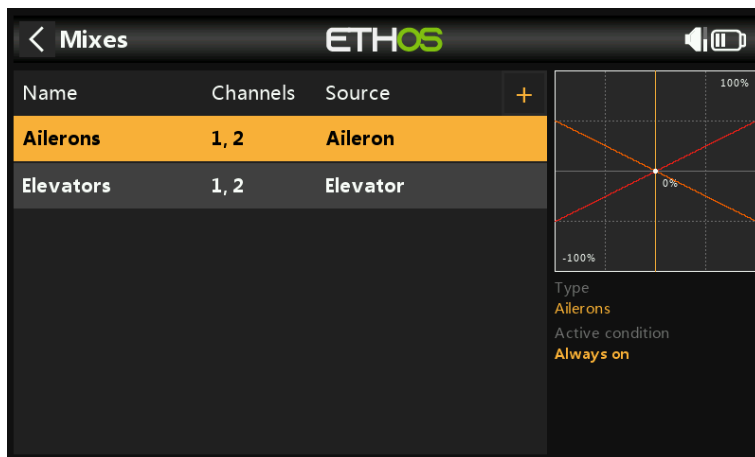 Mixes
ETHOS
Name Channels Source +
Ailerons 1, 2 Aileron
Elevators 1, 2 Elevator
100%
0%
-100%
Type
Ailerons
Active condition
Always on